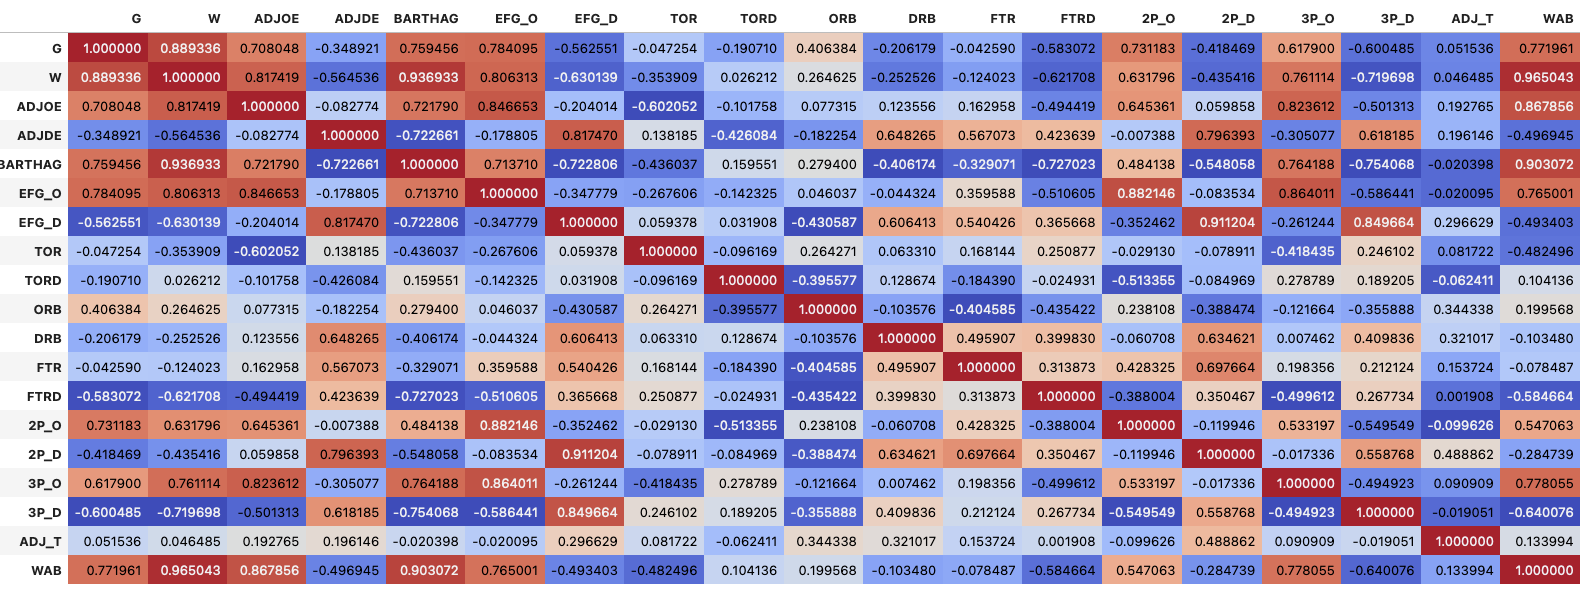 G W ADJOE ADJDE BARTHAG EFG_O EFG_D TOR TORD ORB DRB FTR FTRD 2P_O 2P_D 3P_O 3P_D ADJ_T WAB
G 1.000000 0.889336 0.708048 -0.348921 0.759456 0.784095 -0.562551 -0.047254 -0.190710 0.406384 -0.206179 -0.042590 -0.583072 0.731183 -0.418469 0.617900 -0.600485 0.051536 0.771961
W 0.889336 1.000000 0.817419 -0.564536 0.936933 0.806313 -0.630139 -0.353909 0.026212 0.264625 -0.252526 -0.124023 -0.621708 0.631796 -0.435416 0.761114 -0.719698 0.046485 0.965043
ADJOE 0.708048 0.817419 1.000000 -0.082774 0.721790 0.846653 -0.204014 -0.602052 -0.101758 0.077315 0.123556 0.162958 -0.494419 0.645361 0.059858 0.823612 -0.501313 0.192765 0.867856
ADJDE -0.348921 -0.564536 -0.082774 1.000000 -0.722661 -0.178805 0.817470 0.138185 -0.426084 -0.182254 0.648265 0.567073 0.423639 -0.007388 0.796393 -0.305077 0.618185 0.196146 -0.496945
BARTHAG 0.759456 0.936933 0.721790 -0.722661 1.000000 0.713710 -0.722806 -0.436037 0.159551 0.279400 -0.406174 -0.329071 -0.727023 0.484138 -0.548058 0.764188 -0.754068 -0.020398 0.903072
EFG_O 0.784095 0.806313 0.846653 -0.178805 0.713710 1.000000 -0.347779 -0.267606 -0.142325 0.046037 -0.044324 0.359588 -0.510605 0.882146 -0.083534 0.864011 -0.586441 -0.020095 0.765001
EFG_D -0.562551 -0.630139 -0.204014 0.817470 -0.722806 -0.347779 1.000000 0.059378 0.031908 -0.430587 0.606413 0.540426 0.365668 -0.352462 0.911204 -0.261244 0.849664 0.296629 -0.493403
TOR -0.047254 -0.353909 -0.602052 0.138185 -0.436037 -0.267606 0.059378 1.000000 -0.096169 0.264271 0.063310 0.168144 0.250877 -0.029130 -0.078911 -0.418435 0.246102 0.081722 -0.482496
TORD -0.190710 0.026212 -0.101758 -0.426084 0.159551 -0.142325 0.031908 -0.096169 1.000000 -0.395577 0.128674 -0.184390 -0.024931 -0.513355 -0.084969 0.278789 0.189205 -0.062411 0.104136
ORB 0.406384 0.264625 0.077315 -0.182254 0.279400 0.046037 -0.430587 0.264271 -0.395577 1.000000 -0.103576 -0.404585 -0.435422 0.238108 -0.388474 -0.121664 -0.355888 0.344338 0.199568
DRB -0.206179 -0.252526 0.123556 0.648265 -0.406174 -0.044324 0.606413 0.063310 0.128674 -0.103576 1.000000 0.495907 0.399830 -0.060708 0.634621 0.007462 0.409836 0.321017 -0.103480
FTR -0.042590 -0.124023 0.162958 0.567073 -0.329071 0.359588 0.540426 0.168144 -0.184390 -0.404585 0.495907 1.000000 0.313873 0.428325 0.697664 0.198356 0.212124 0.153724 -0.078487
FTRD -0.583072 -0.621708 -0.494419 0.423639 -0.727023 -0.510605 0.365668 0.250877 -0.024931 -0.435422 0.399830 0.313873 1.000000 -0.388004 0.350467 -0.499612 0.267734 0.001908 -0.584664
2P_O 0.731183 0.631796 0.645361 -0.007388 0.484138 0.882146 -0.352462 -0.029130 -0.513355 0.238108 -0.060708 0.428325 -0.388004 1.000000 -0.119946 0.533197 -0.549549 -0.099626 0.547063
2P_D -0.418469 -0.435416 0.059858 0.796393 -0.548058 -0.083534 0.911204 -0.078911 -0.084969 -0.388474 0.634621 0.697664 0.350467 -0.119946 1.000000 -0.017336 0.558768 0.488862 -0.284739
3P_O 0.617900 0.761114 0.823612 -0.305077 0.764188 0.864011 -0.261244 -0.418435 0.278789 -0.121664 0.007462 0.198356 -0.499612 0.533197 -0.017336 1.000000 -0.494923 0.090909 0.778055
3P_D -0.600485 -0.719698 -0.501313 0.618185 -0.754068 -0.586441 0.849664 0.246102 0.189205 -0.355888 0.409836 0.212124 0.267734 -0.549549 0.558768 -0.494923 1.000000 -0.019051 -0.640076
ADJ_T 0.051536 0.046485 0.192765 0.196146 -0.020398 -0.020095 0.296629 0.081722 -0.062411 0.344338 0.321017 0.153724 0.001908 -0.099626 0.488862 0.090909 -0.019051 1.000000 0.133994
WAB 0.771961 0.965043 0.867856 -0.496945 0.903072 0.765001 -0.493403 -0.482496 0.104136 0.199568 -0.103480 -0.078487 -0.584664 0.547063 -0.284739 0.778055 -0.640076 0.133994 1.000000